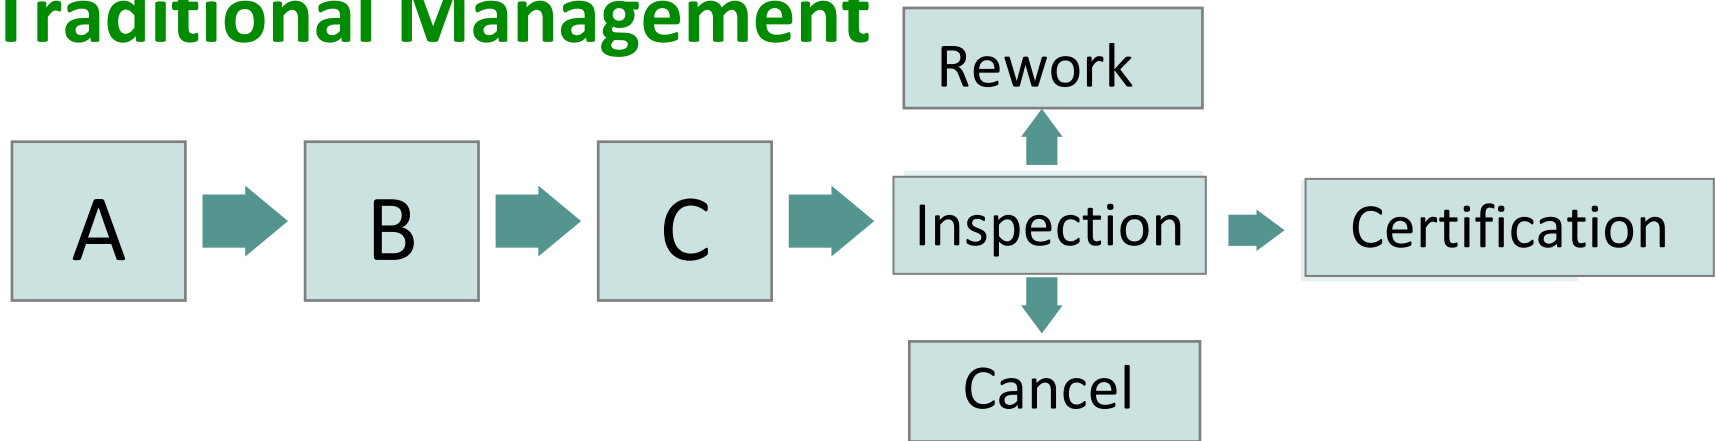 Traditional Management
Rework
A
B
C
Inspection
Certification
Cancel